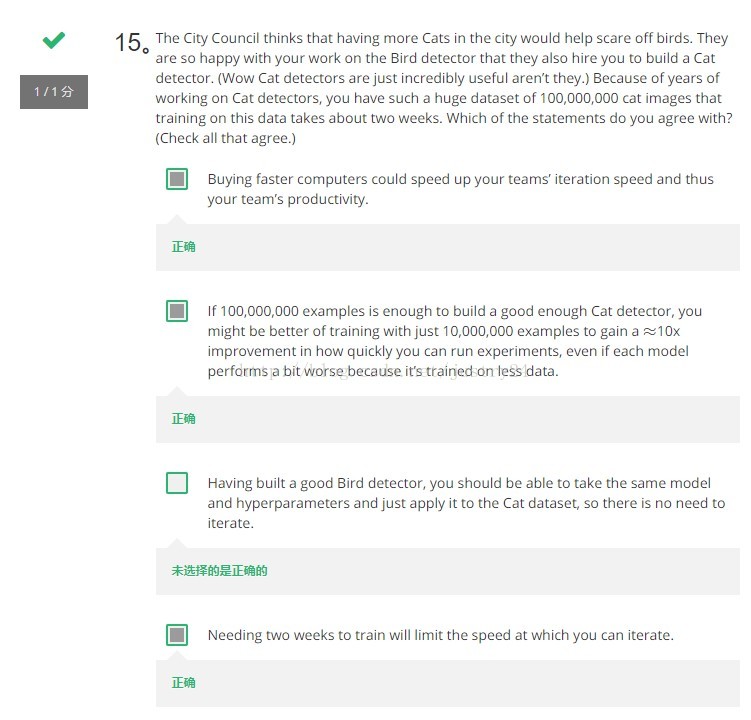 15。 The City Council thinks that having more Cats in the city would help scare off birds. They
are so happy with your work on the Bird detector that they also hire you to build a Cat
detector. (Wow Cat detectors are just incredibly useful aren't they.) Because of years of
1 / 1 分
working on Cat detectors, you have such a huge dataset of 100,000,000 cat images that
training on this data takes about two weeks. Which of the statements do you agree with?
(Check all that agree.)
Buying faster computers could speed up your teams' iteration speed and thus
your team's productivity.
正确
If 100,000,000 examples is enough to build a good enough Cat detector, you
might be better of training with just 10,000,000 examples to gain a ≈10x
improvement in how quickly you can run experiments, even if each model
performs a bit worse because it's trained on less data.
正确
Having built a good Bird detector, you should be able to take the same model
and hyperparameters and just apply it to the Cat dataset, so there is no need to
iterate.
未选择的是正确的
Needing two weeks to train will limit the speed at which you can iterate.
正确